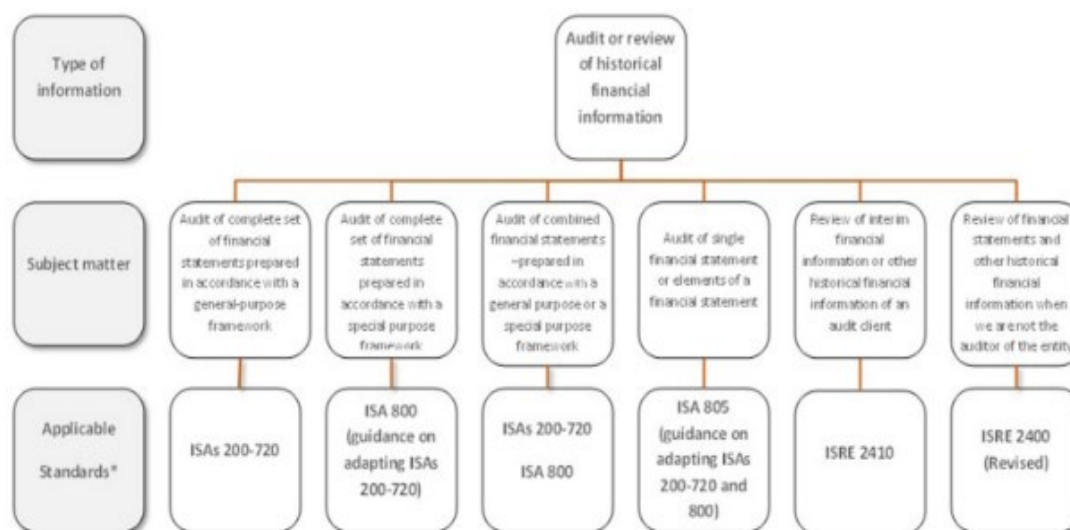 Type of
information
Audit or review
of historical
financial
information
Subject matter
Audit of complete set
of financial
statements prepared
in accordance with a
general-purpose
framework
Audit of complete
set of financial
statements
prepared in
accordance with a
special purpose
framework
Audit of combined
financial statements
–prepared in
accordance with a
general purpose or a
special purpose
framework
Audit of single
financial statement
or elements of a
financial statement
Review of interim
financial
information or other
historical financial
information of an
audit client
Review of financial
statements and
other historical
financial
information when
we are not the
auditor of the entity
Applicable
Standards*
ISAs 200-720
ISA 800
(guidance on
adapting ISAs
200-720)
ISAs 200-720
ISA 800
ISA 805
(guidance on
adapting ISAs
200-720 and
800)
ISRE 2410
ISRE 2400
(Revised)